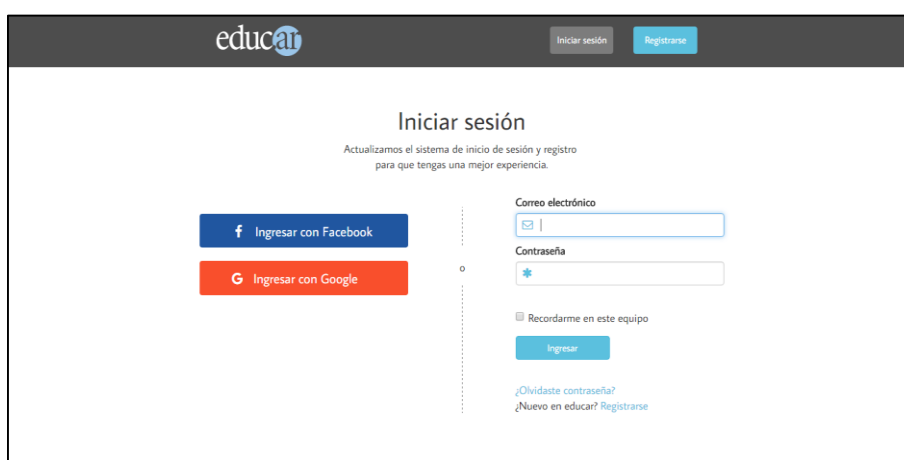 educar
Iniciar sesión
Registrarse
Iniciar sesión
Actualizamos el sistema de inicio de sesión y registro
para que tengas una mejor experiencia.
Ingresar con Facebook
G Ingresar con Google
o
Correo electrónico
Contraseña
Recordarme en este equipo
Ingresar
¿Olvidaste contraseña?
¿Nuevo en educar? Registrarse